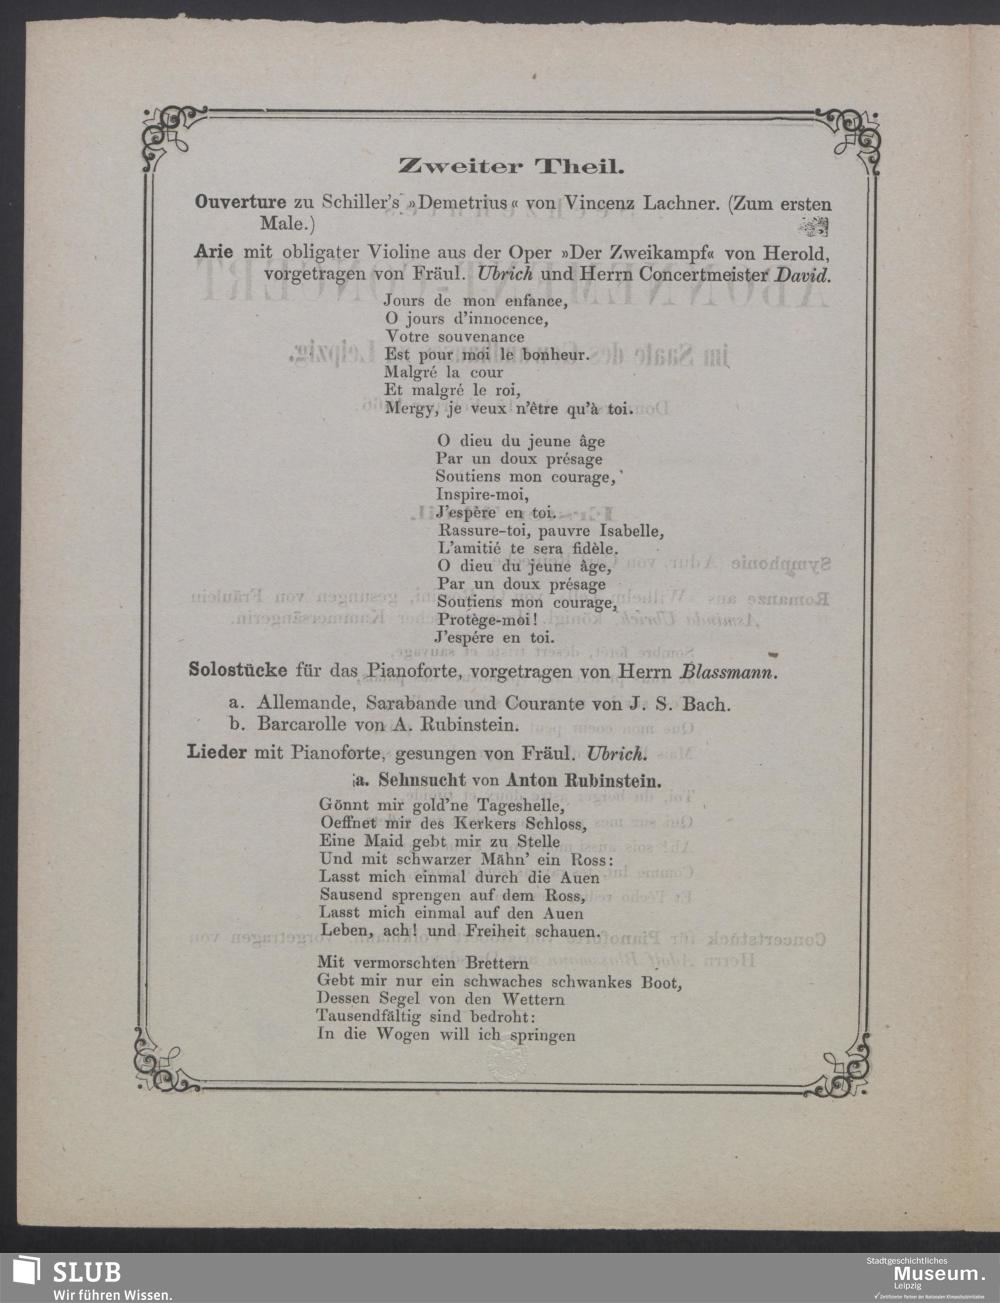 Zweiter Theil.
Ouverture zu Schiller's »Demetrius« von Vincenz Lachner. (Zum ersten
Male.)
Arie mit obligater Violine aus der Oper »Der Zweikampf« von Herold,
vorgetragen von Fräul. Ubrich und Herrn Concertmeister David.
Jours de mon enfance,
O jours d'innocence,
Votre souvenance
Est pour moi le bonheur.
Malgré la cour
Et malgré le roi,
Mergy, je veux n'être qu'à toi.
O dieu du jeune âge
Par un doux présage
Soutiens mon courage,
Inspire-moi,
J'espère en toi.
Rassure-toi, pauvre Isabelle,
L'amitié te sera fidèle.
O dieu du jeune âge,
Par un doux présage
Soutiens mon courage,
Protège-moi!
J'espére en toi.
Solostücke für das Pianoforte, vorgetragen von Herrn Blassmann.
a. Allemande, Sarabande und Courante von J. S. Bach.
b. Barcarolle von A. Rubinstein.
Lieder mit Pianoforte, gesungen von Fräul. Ubrich.
a. Sehnsucht von Anton Rubinstein.
Gönnt mir gold'ne Tageshelle,
Oeffnet mir des Kerkers Schloss,
Eine Maid gebt mir zu Stelle
Und mit schwarzer Mähn' ein Ross:
Lasst mich einmal durch die Auen
Sausend sprengen auf dem Ross,
Lasst mich einmal auf den Auen
Leben, ach! und Freiheit schauen.
Mit vermorschten Brettern
Gebt mir nur ein schwaches schwankes Boot,
Dessen Segel von den Wettern
Tausendfältig sind bedroht:
In die Wogen will ich springen
SLUB
Wir führen Wissen.
Stadtgeschichtliches
Museum.
Leipzig
Zertifizierter Partner der Nationalen Klimaschutzinitiative